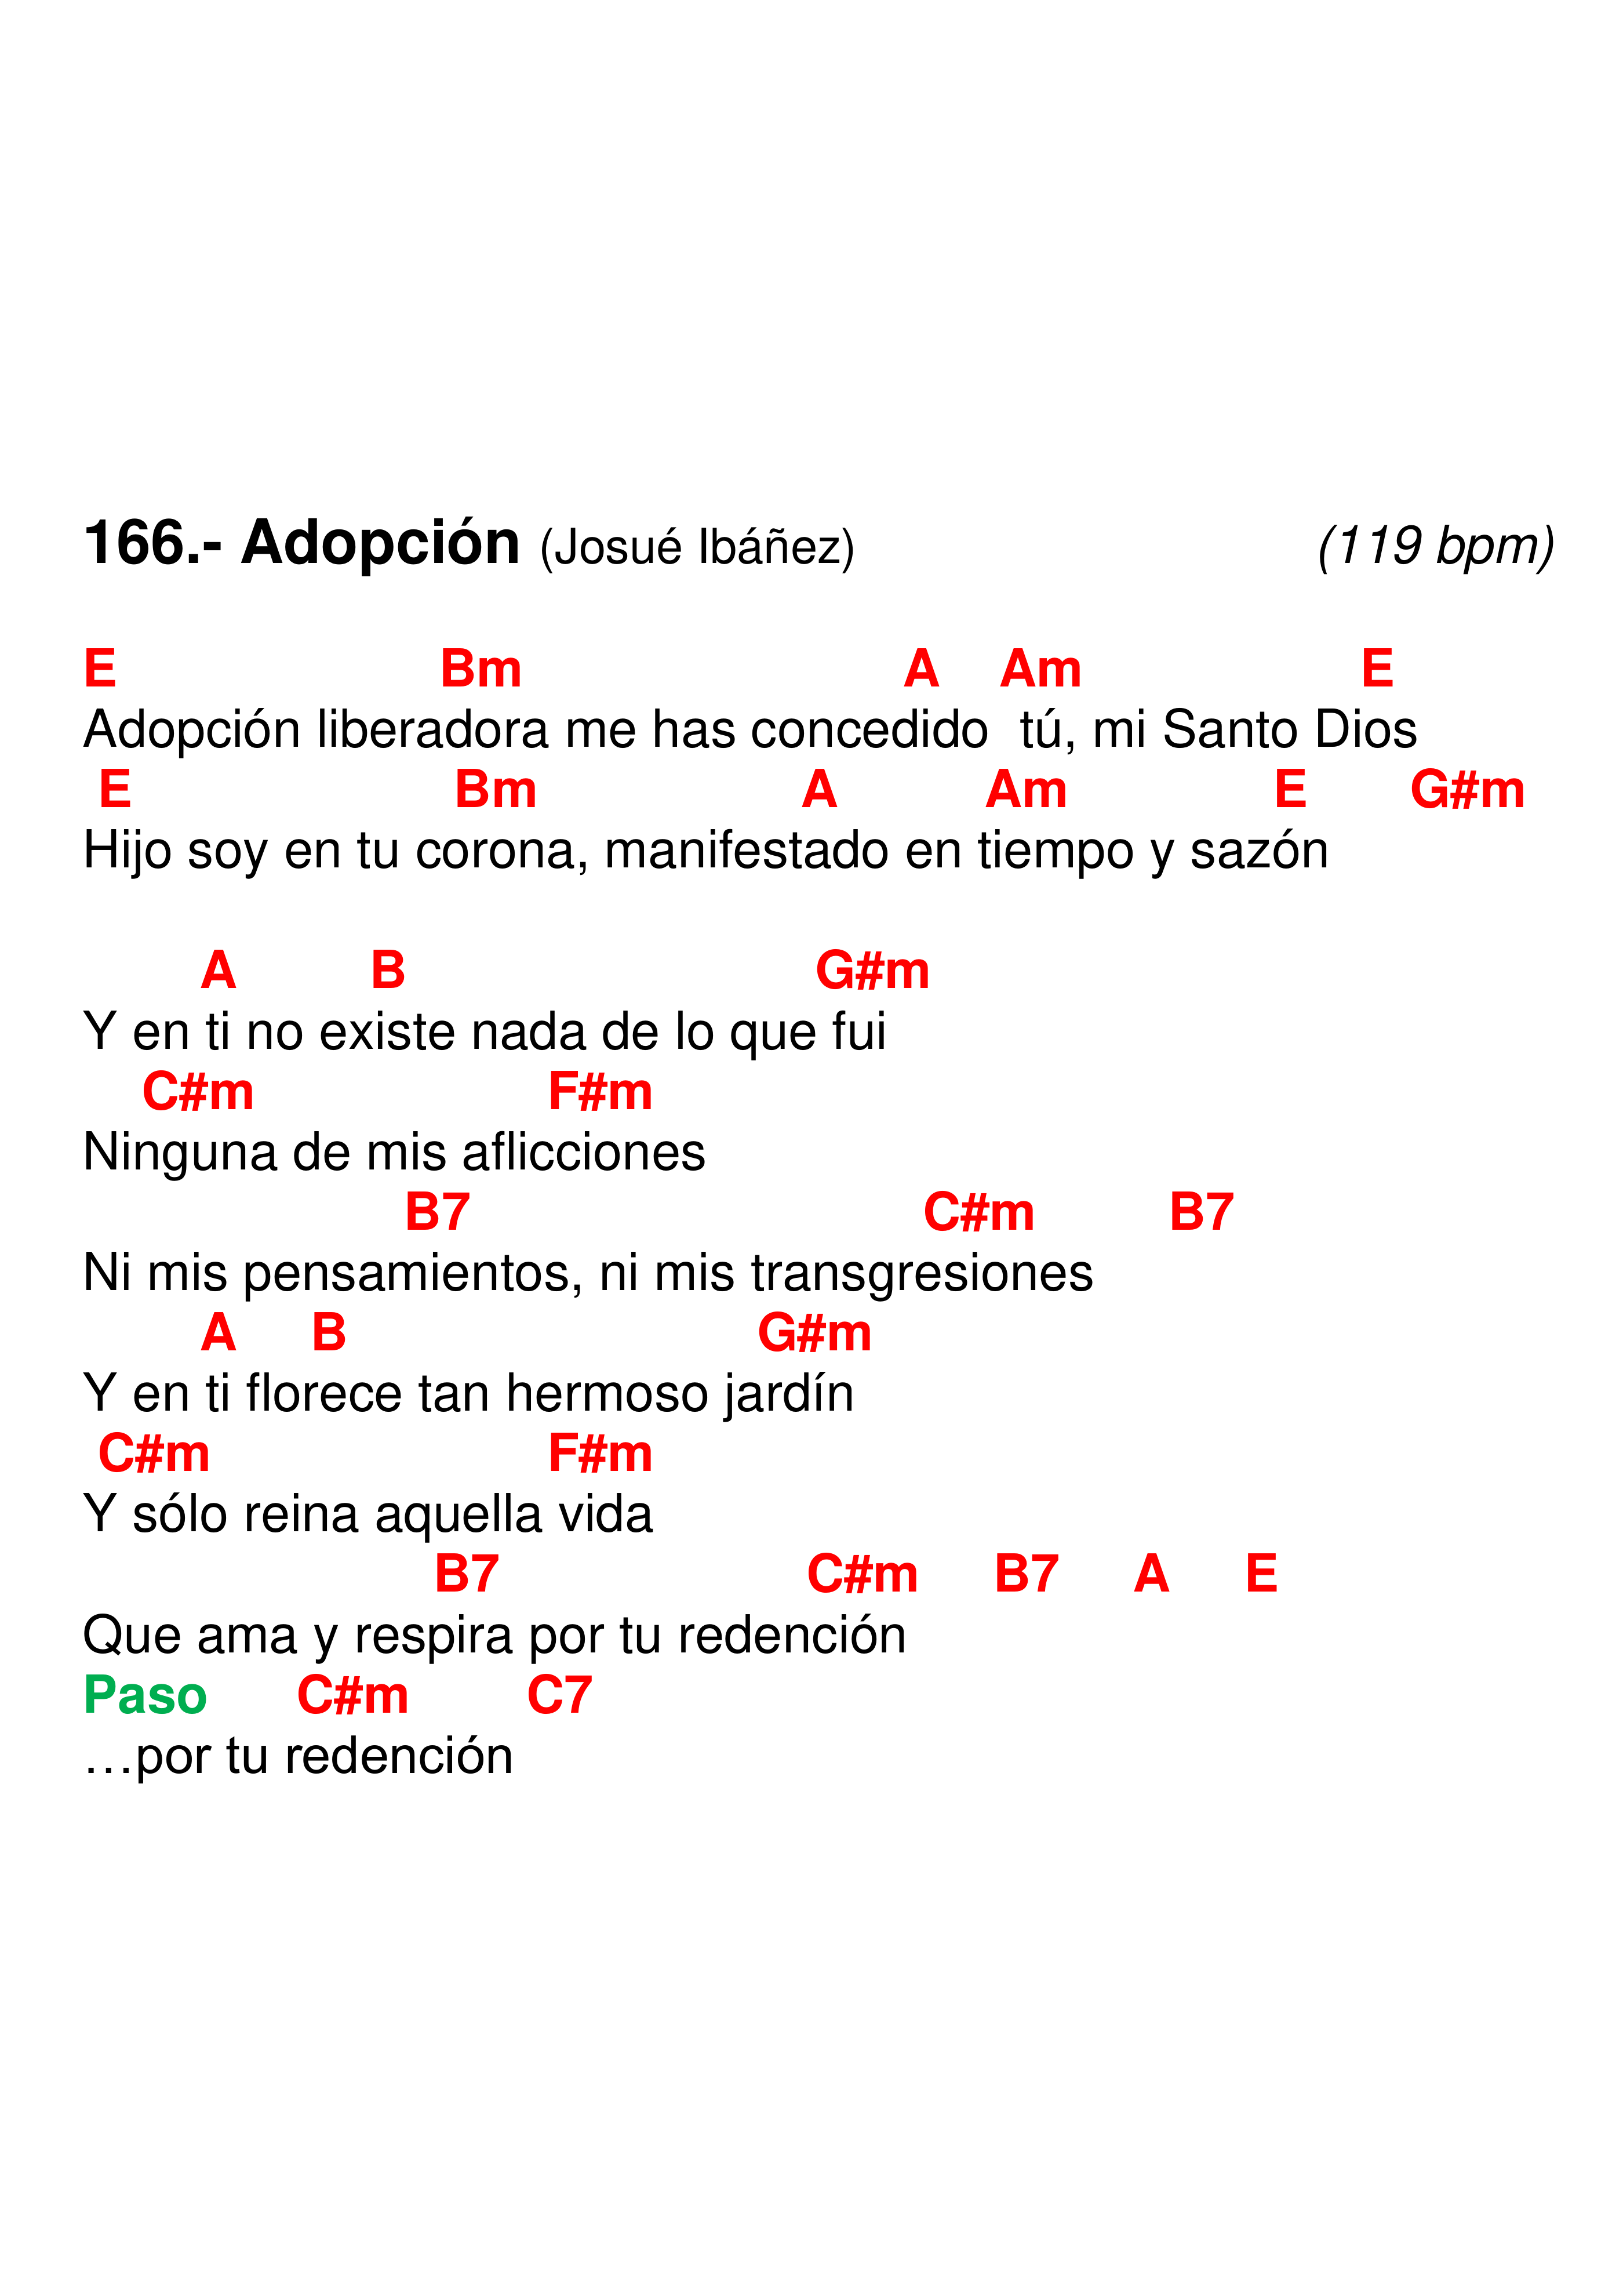 166.- Adopción (Josué Ibáñez) (119 bpm)
E Bm A Am E
Adopción liberadora me has concedido tú, mi Santo Dios
E Bm A Am E G#m
Hijo soy en tu corona, manifestado en tiempo y sazón
A B G#m
Y en ti no existe nada de lo que fui
C#m F#m
Ninguna de mis aflicciones
B7 C#m B7
Ni mis pensamientos, ni mis transgresiones
A B G#m
Y en ti florece tan hermoso jardín
C#m F#m
Y sólo reina aquella vida
B7 C#m B7 A E
Que ama y respira por tu redención
Paso C#m C7
…por tu redención